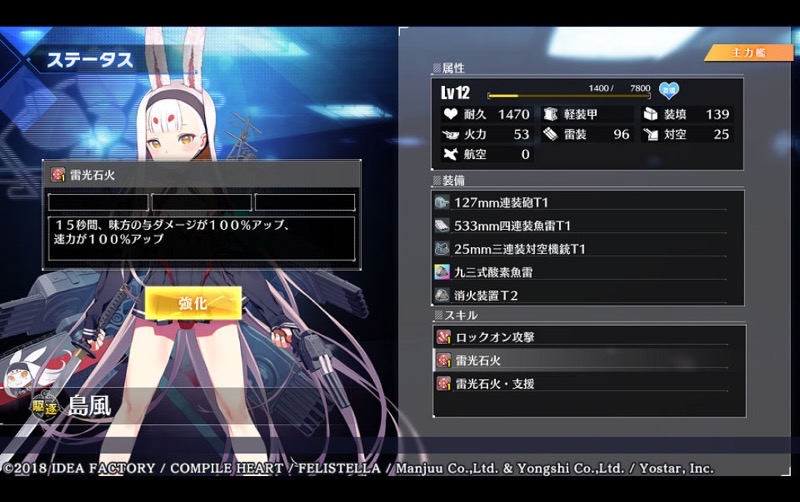 ステータス
主力艦
属性
Lv12
1400 / 7800
普通
耐久 1470 軽装甲 装填 139
火力 53 雷装 96 対空 25
航空 0
雷光石火
15秒間、味方の与ダメージが100%アップ、
速力が100%アップ
強化
装備
127mm連装砲T1
533mm四連装魚雷T1
25mm三連装対空機銃T1
九三式酸素魚雷
消火装置T2
スキル
ロックオン攻撃
雷光石火
雷光石火・支援
駆逐 島風
©2018 IDEA FACTORY / COMPILE HEART / FELISTELLA / Manjuu Co.,Ltd. & Yongshi Co.,Ltd. / Yostar, Inc.